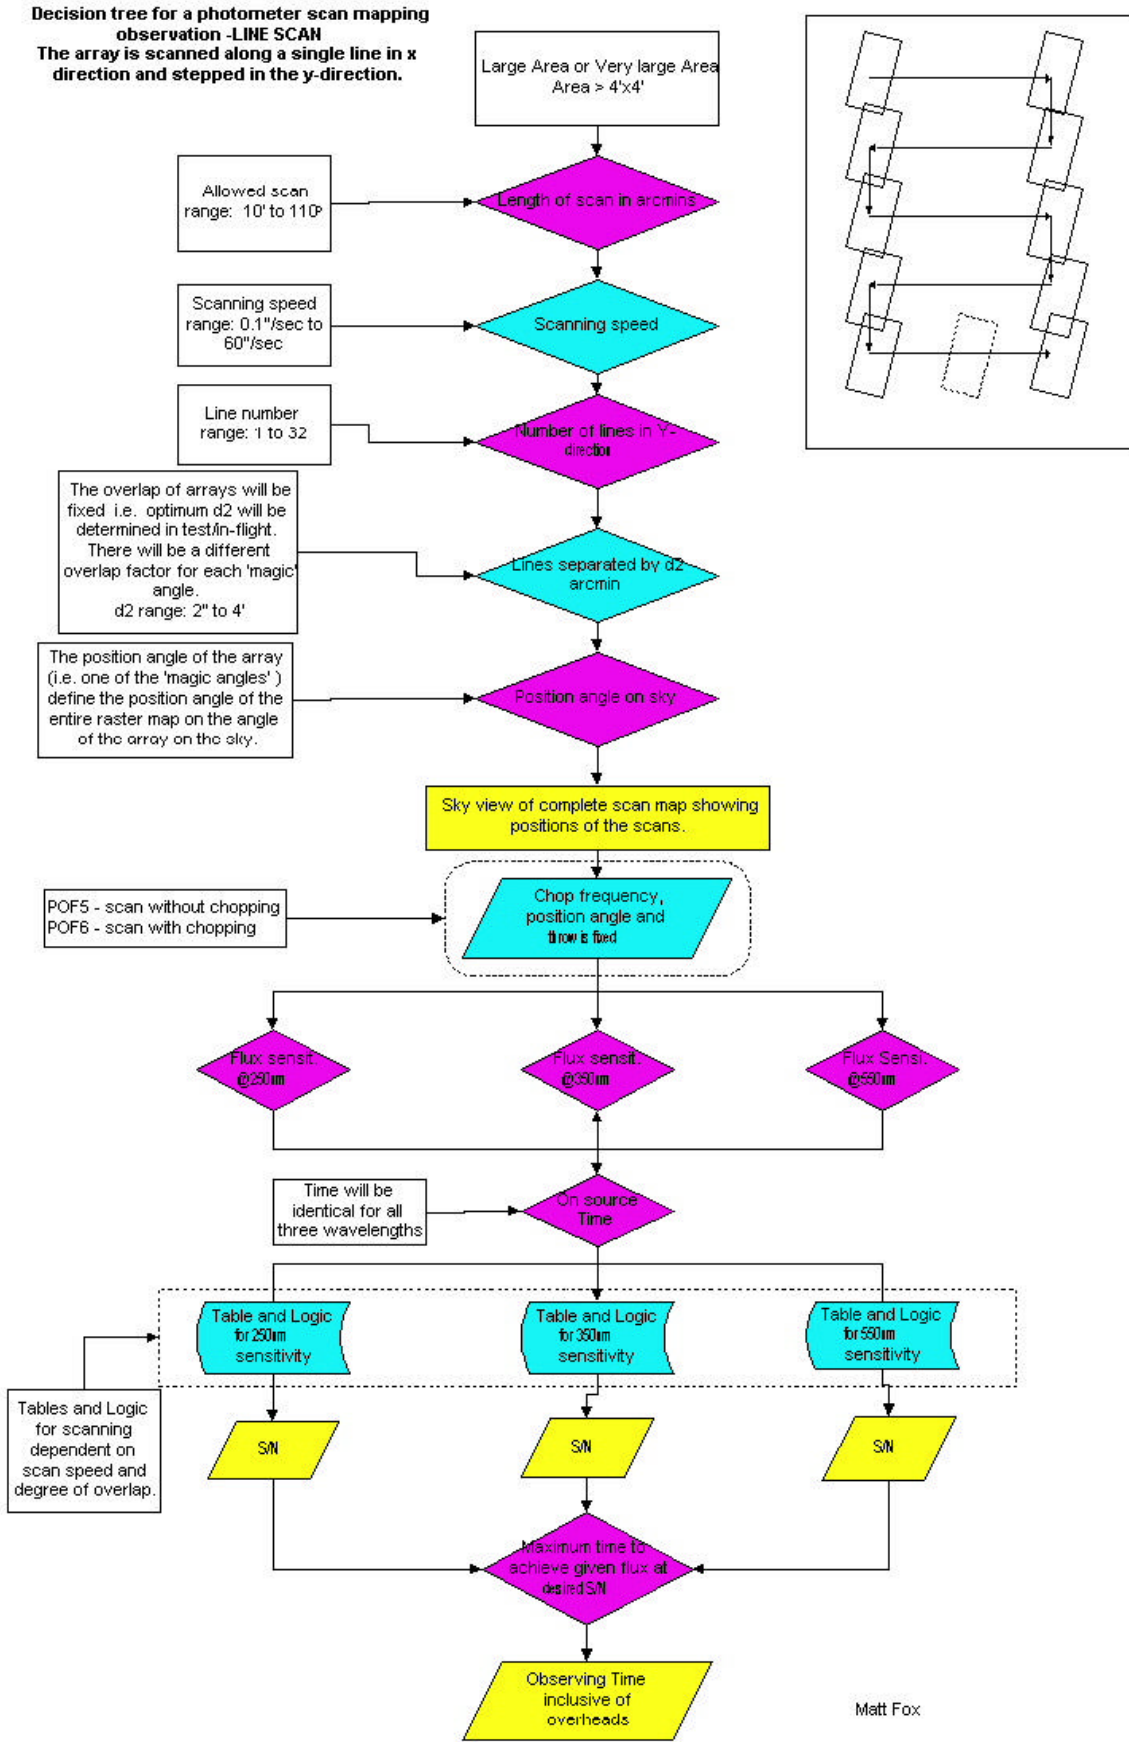 Decision tree for a photometer scan mapping
observation -LINE SCAN
The array is scanned along a single line in x
direction and stepped in the y-direction.
Large Area or Very large Area
Area > 4'x4'
Allowed scan
range: 10' to 110º
Length of scan in arcmins
Scanning speed
range: 0.1"/sec to
60"/sec
Scanning speed
Line number
range: 1 to 32
Number of lines in Y-
direction
The overlap of arrays will be
fixed i.e. optimum d2 will be
determined in test/in-flight.
There will be a different
overlap factor for each 'magic'
angle.
d2 range: 2" to 4'
Lines separated by d2
arcmin
The position angle of the array
(i.e. one of the 'magic angles' )
define the position angle of the
entire raster map on the angle
of the array on the sky.
Position angle on sky
Sky view of complete scan map showing
positions of the scans.
POF5 - scan without chopping
POF6 - scan with chopping
Chop frequency,
position angle and
throw is fixed
Flux sensit.
@250um
Flux sensit.
@350um
Flux Sensi.
@550um
Time will be
identical for all
three wavelengths
On source
Time
Table and Logic
for 250um
sensitivity
Table and Logic
for 350um
sensitivity
Table and Logic
for 550um
sensitivity
Tables and Logic
for scanning
dependent on
scan speed and
degree of overlap.
S/N
S/N
S/N
Maximum time to
achieve given flux at
desired S/N
Observing Time
inclusive of
overheads
Matt Fox